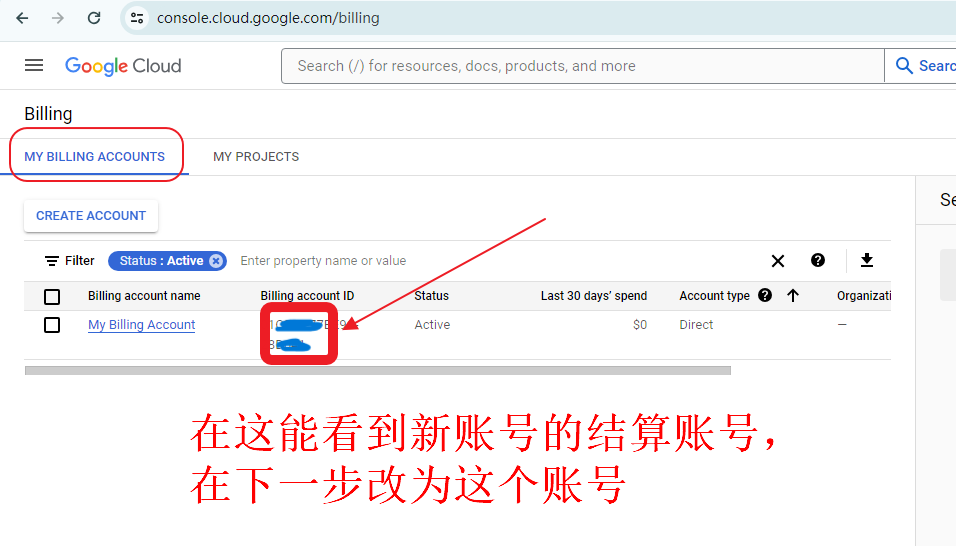 console.cloud.google.com/billing
Google Cloud
Search (/) for resources, docs, products, and more
Searc
Billing
MY BILLING ACCOUNTS
MY PROJECTS
Se
CREATE ACCOUNT
Filter
Status : Active
Enter property name or value
Billing account name
Billing account ID
Status
Last 30 days’ spend
Account type
Organizati
My Billing Account
Active
$0
Direct
—
在这能看到新账号的结算账号，
在下一步改为这个账号